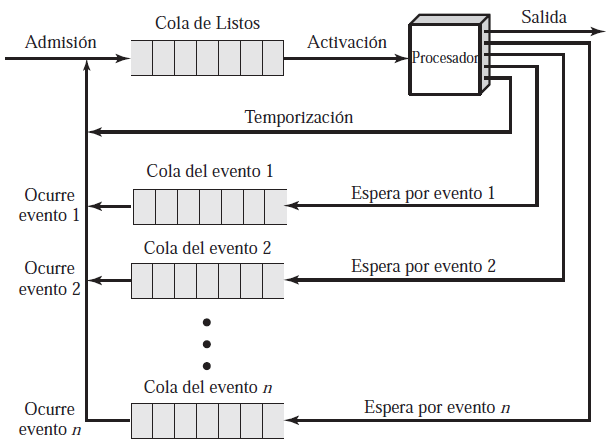 Salida
Cola de Listos
Admisión
Activación
Procesador
Temporización
Cola del evento 1
Espera por evento 1
Ocurre
evento 1
Cola del evento 2
Espera por evento 2
Ocurre
evento 2
Cola del evento n
Espera por evento n
Ocurre
evento n